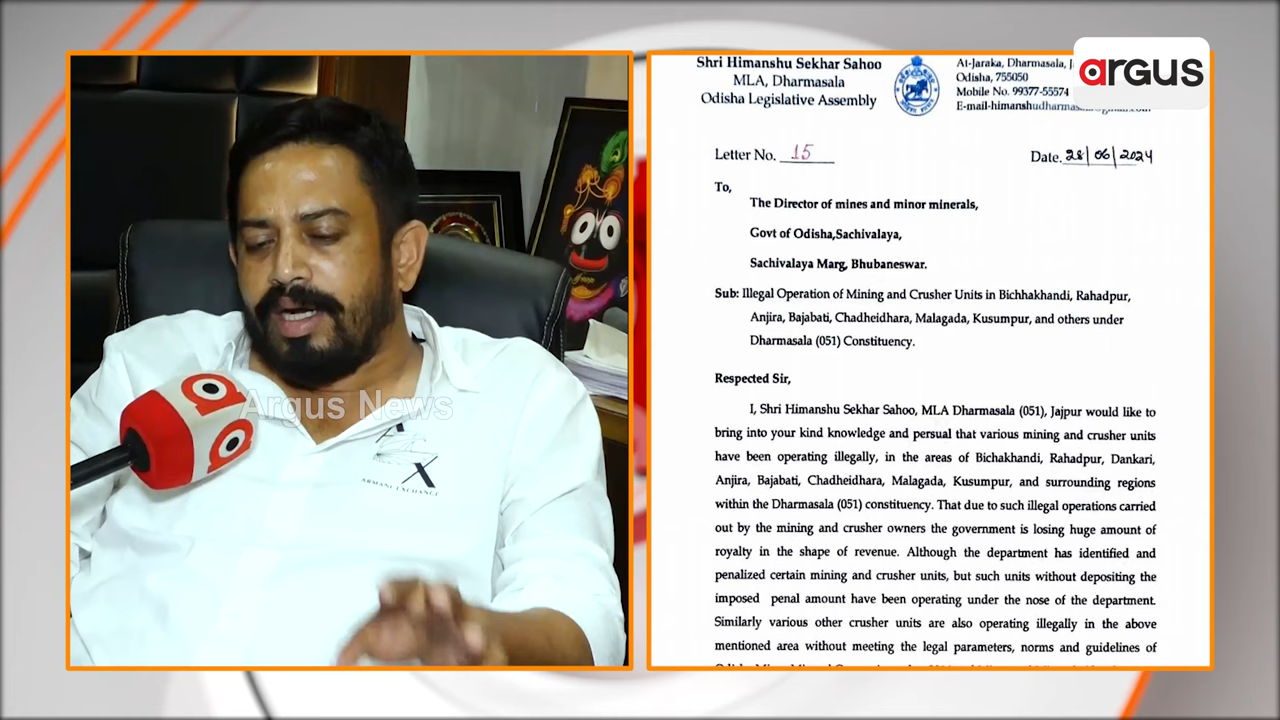 Argus News
A
X
ARMANI EXCHANGE
argus
Shri Himanshu Sekhar Sahoo
MLA, Dharmasala
Odisha Legislative Assembly
At-Jaraka, Dharmasala,
Odisha, 755050
Mobile No. 99377-55574
Letter No. 15
Date. 28/06/2024
To,
The Director of mines and minor minerals,
Govt of Odisha,Sachivalaya,
Sachivalaya Marg, Bhubaneswar.
Sub: Illegal Operation of Mining and Crusher Units in Bichhakhandi, Rahadpur,
Anjira, Bajabati, Chadheidhara, Malagada, Kusumpur, and others under
Dharmasala (051) Constituency.
Respected Sir,
I, Shri Himanshu Sekhar Sahoo, MLA Dharmasala (051), Jajpur would like to
bring into your kind knowledge and persual that various mining and crusher units
have been operating illegally, in the areas of Bichakhandi, Rahadpur, Dankari,
Anjira, Bajabati, Chadheidhara, Malagada, Kusumpur, and surrounding regions
within the Dharmasala (051) constituency. That due to such illegal operations carried
out by the mining and crusher owners the government is losing huge amount of
royalty in the shape of revenue. Although the department has identified and
penalized certain mining and crusher units, but such units without depositing the
imposed penal amount have been operating under the nose of the department.
Similarly various other crusher units are also operating illegally in the above
mentioned area without meeting the legal parameters, norms and guidelines of